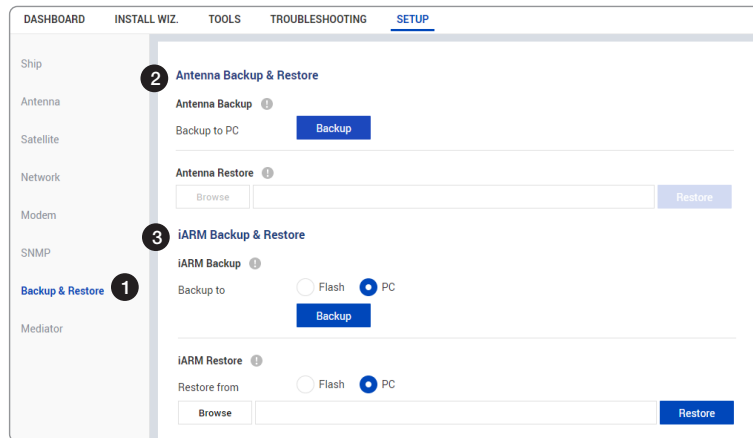 DASHBOARD INSTALL WIZ. TOOLS TROUBLESHOOTING SETUP
Ship
Antenna
Satellite
Network
Modem
SNMP
Backup & Restore 1
Mediator
2 Antenna Backup & Restore
Antenna Backup !
Backup to PC Backup
Antenna Restore !
Browse Restore
3 iARM Backup & Restore
iARM Backup !
Backup to Flash PC
Backup
iARM Restore !
Restore from Flash PC
Browse Restore